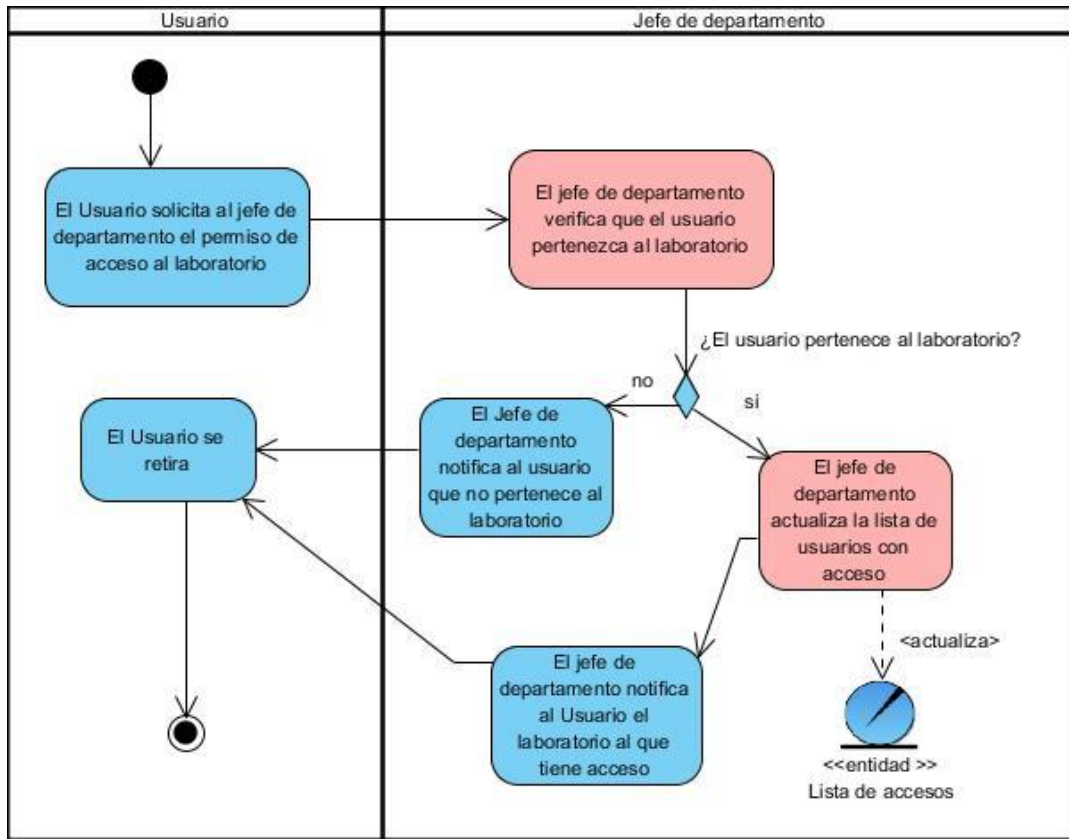 Usuario
Jefe de departamento
El Usuario solicita al jefe de
departamento el permiso de
acceso al laboratorio
El jefe de departamento
verifica que el usuario
pertenezca al laboratorio
¿El usuario pertenece al laboratorio?
no
si
El Usuario se
retira
El Jefe de
departamento
notifica al usuario
que no pertenece al
laboratorio
El jefe de
departamento
actualiza la lista de
usuarios con
acceso
<actualiza>
El jefe de
departamento notifica
al Usuario el
laboratorio al que
tiene acceso
<<entidad >>
Lista de accesos